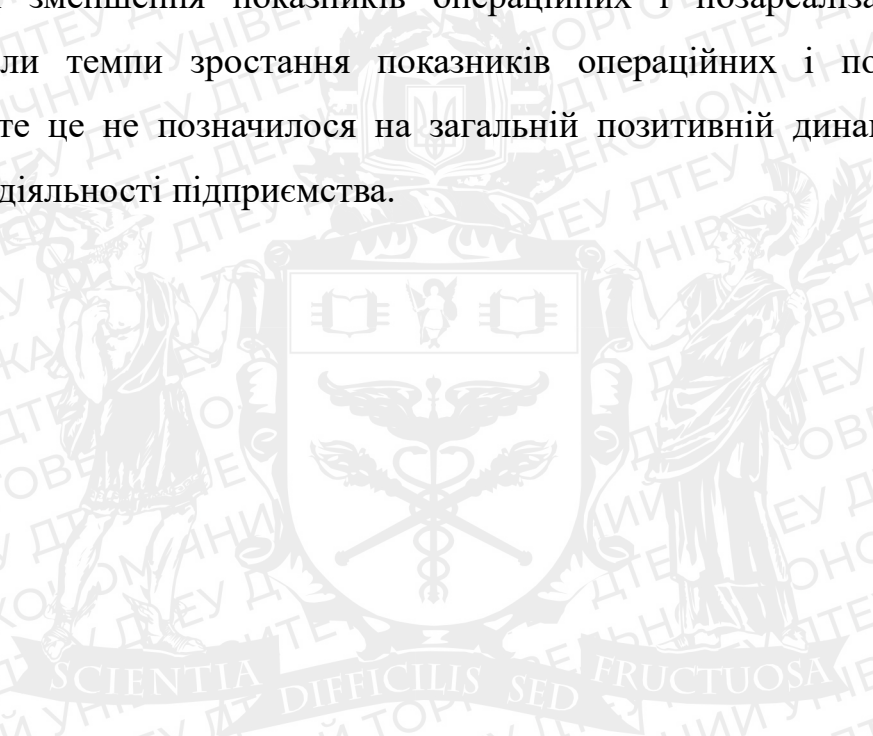 зменшення показників операційних і позареаліза
ли темпи зростання показників операційних і по
те це не позначилося на загальній позитивній динам
діяльності підприємства.
SCIENTIA DIFFICILIS SED FRUCTUOSA